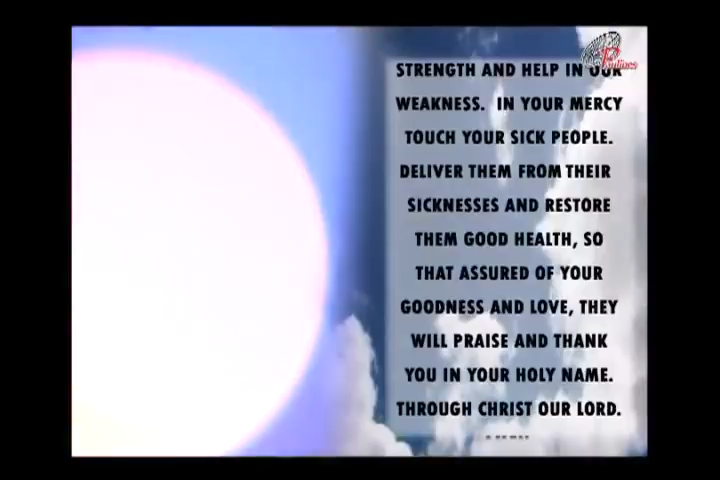 STRENGTH AND HELP IN OUR
WEAKNESS. IN YOUR MERCY
TOUCH YOUR SICK PEOPLE.
DELIVER THEM FROM THEIR
SICKNESSES AND RESTORE
THEM GOOD HEALTH, SO
THAT ASSURED OF YOUR
GOODNESS AND LOVE, THEY
WILL PRAISE AND THANK
YOU IN YOUR HOLY NAME.
THROUGH CHRIST OUR LORD.